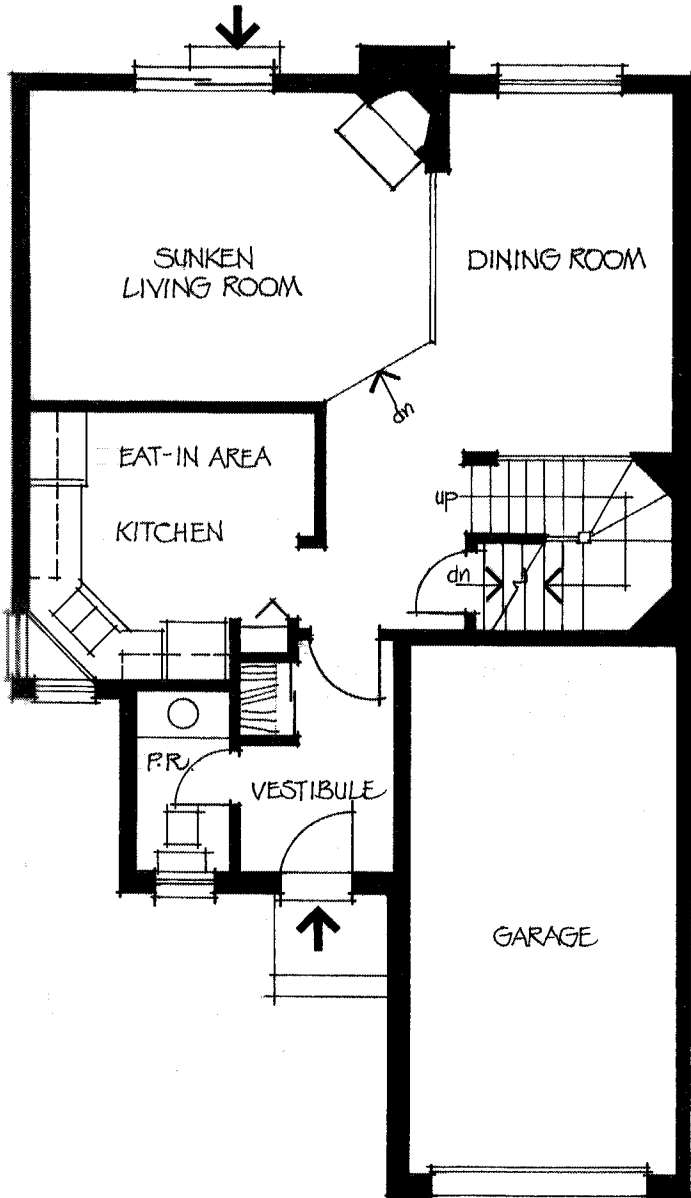 SUNKEN
LIVING ROOM
DINING ROOM
dn
EAT-IN AREA
KITCHEN
up
dn
P.R.
VESTIBULE
GARAGE